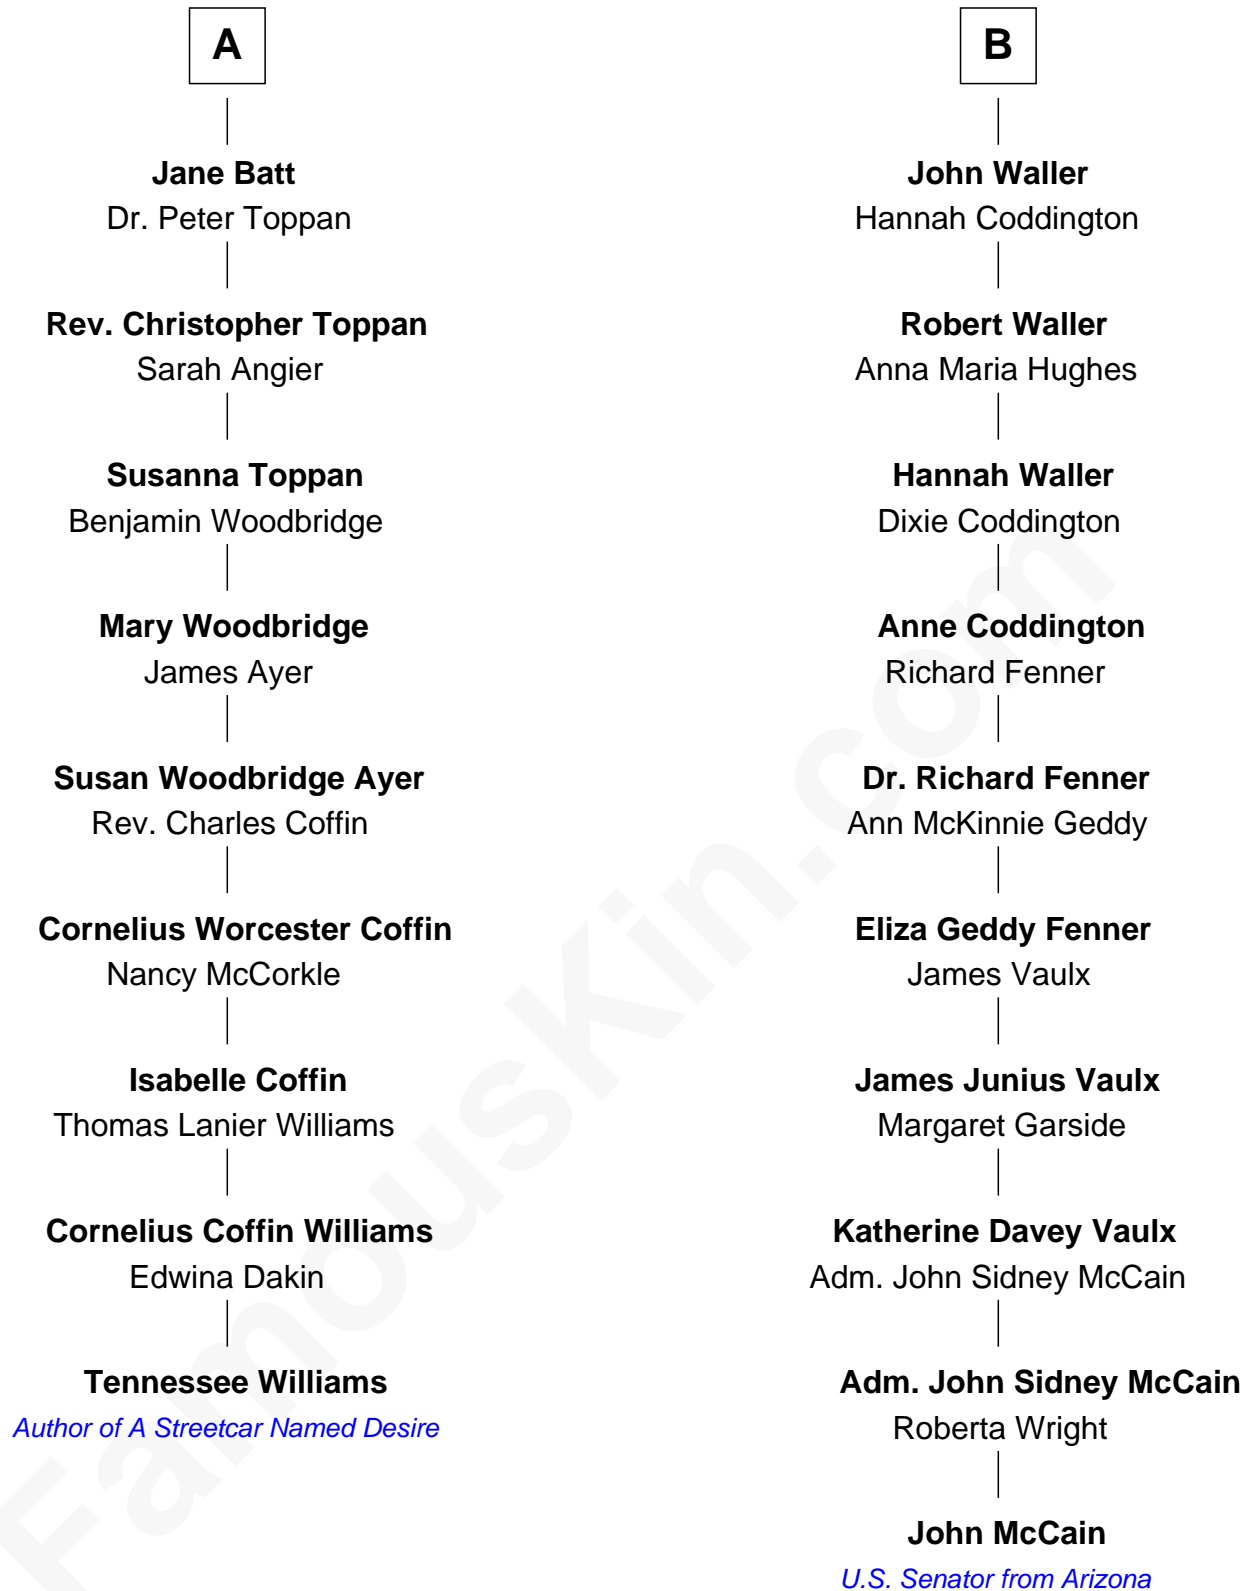 A
Jane Batt
Dr. Peter Toppan
Rev. Christopher Toppan
Sarah Angier
Susanna Toppan
Benjamin Woodbridge
Mary Woodbridge
James Ayer
Susan Woodbridge Ayer
Rev. Charles Coffin
Cornelius Worcester Coffin
Nancy McCorkle
Isabelle Coffin
Thomas Lanier Williams
Cornelius Coffin Williams
Edwina Dakin
Tennessee Williams
Author of A Streetcar Named Desire
B
John Waller
Hannah Coddington
Robert Waller
Anna Maria Hughes
Hannah Waller
Dixie Coddington
Anne Coddington
Richard Fenner
Dr. Richard Fenner
Ann McKinnie Geddy
Eliza Geddy Fenner
James Vaulx
James Junius Vaulx
Margaret Garside
Katherine Davey Vaulx
Adm. John Sidney McCain
Adm. John Sidney McCain
Roberta Wright
John McCain
U.S. Senator from Arizona
FamousKin.com